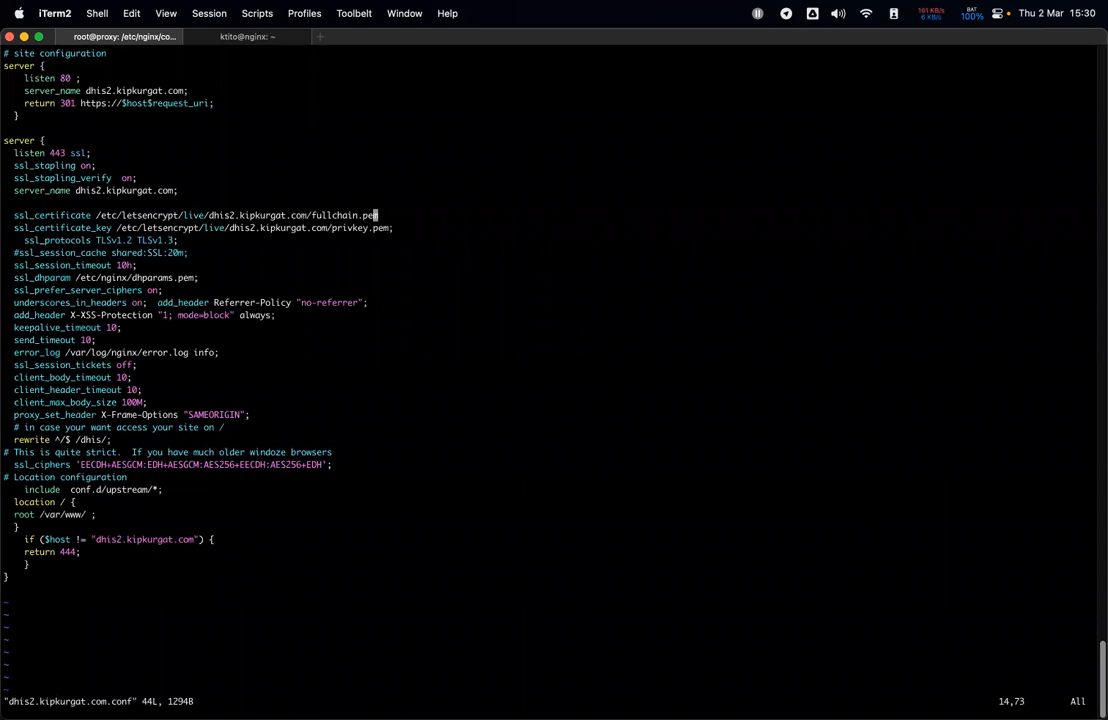 iTerm2 Shell Edit View Session Scripts Profiles Toolbelt Window Help 161 KB/s 6 KB/s BAT 100% Thu 2 Mar 15:30
root@proxy: /etc/nginx/co... ktito@nginx: ~ +
# site configuration
server {
listen 80 ;
server_name dhis2.kipkurgat.com;
return 301 https://$host$request_uri;
}
server {
listen 443 ssl;
ssl_stapling on;
ssl_stapling_verify on;
server_name dhis2.kipkurgat.com;
ssl_certificate /etc/letsencrypt/live/dhis2.kipkurgat.com/fullchain.pem
ssl_certificate_key /etc/letsencrypt/live/dhis2.kipkurgat.com/privkey.pem;
ssl_protocols TLSv1.2 TLSv1.3;
#ssl_session_cache shared:SSL:20m;
ssl_session_timeout 10h;
ssl_dhparam /etc/nginx/dhparams.pem;
ssl_prefer_server_ciphers on;
underscores_in_headers on; add_header Referrer-Policy "no-referrer";
add_header X-XSS-Protection "1; mode=block" always;
keepalive_timeout 10;
send_timeout 10;
error_log /var/log/nginx/error.log info;
ssl_session_tickets off;
client_body_timeout 10;
client_header_timeout 10;
client_max_body_size 100M;
proxy_set_header X-Frame-Options "SAMEORIGIN";
# in case your want access your site on /
rewrite ^/$ /dhis/;
# This is quite strict. If you have much older windoze browsers
ssl_ciphers 'EECDH+AESGCM:EDH+AESGCM:AES256+EECDH:AES256+EDH';
# Location configuration
include conf.d/upstream/*;
location / {
root /var/www/ ;
}
if ($host != "dhis2.kipkurgat.com") {
return 444;
}
}
~
~
~
~
~
~
~
~
"dhis2.kipkurgat.com.conf" 44L, 1294B 14,73 All